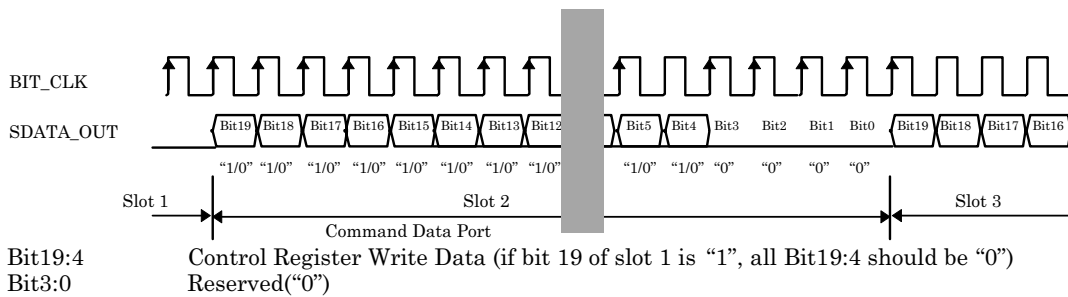 BIT_CLK
SDATA_OUT Bit19 Bit18 Bit17 Bit16 Bit15 Bit14 Bit13 Bit12 Bit5 Bit4 Bit3 Bit2 Bit1 Bit0 Bit19 Bit18 Bit17 Bit16
“1/0” “1/0” “1/0” “1/0” “1/0” “1/0” “1/0” “1/0” “1/0” “1/0” “0” “0” “0” “0”
Slot 1 Slot 2 Slot 3
Command Data Port
Bit19:4 Control Register Write Data (if bit 19 of slot 1 is “1”, all Bit19:4 should be “0”)
Bit3:0 Reserved(“0”)